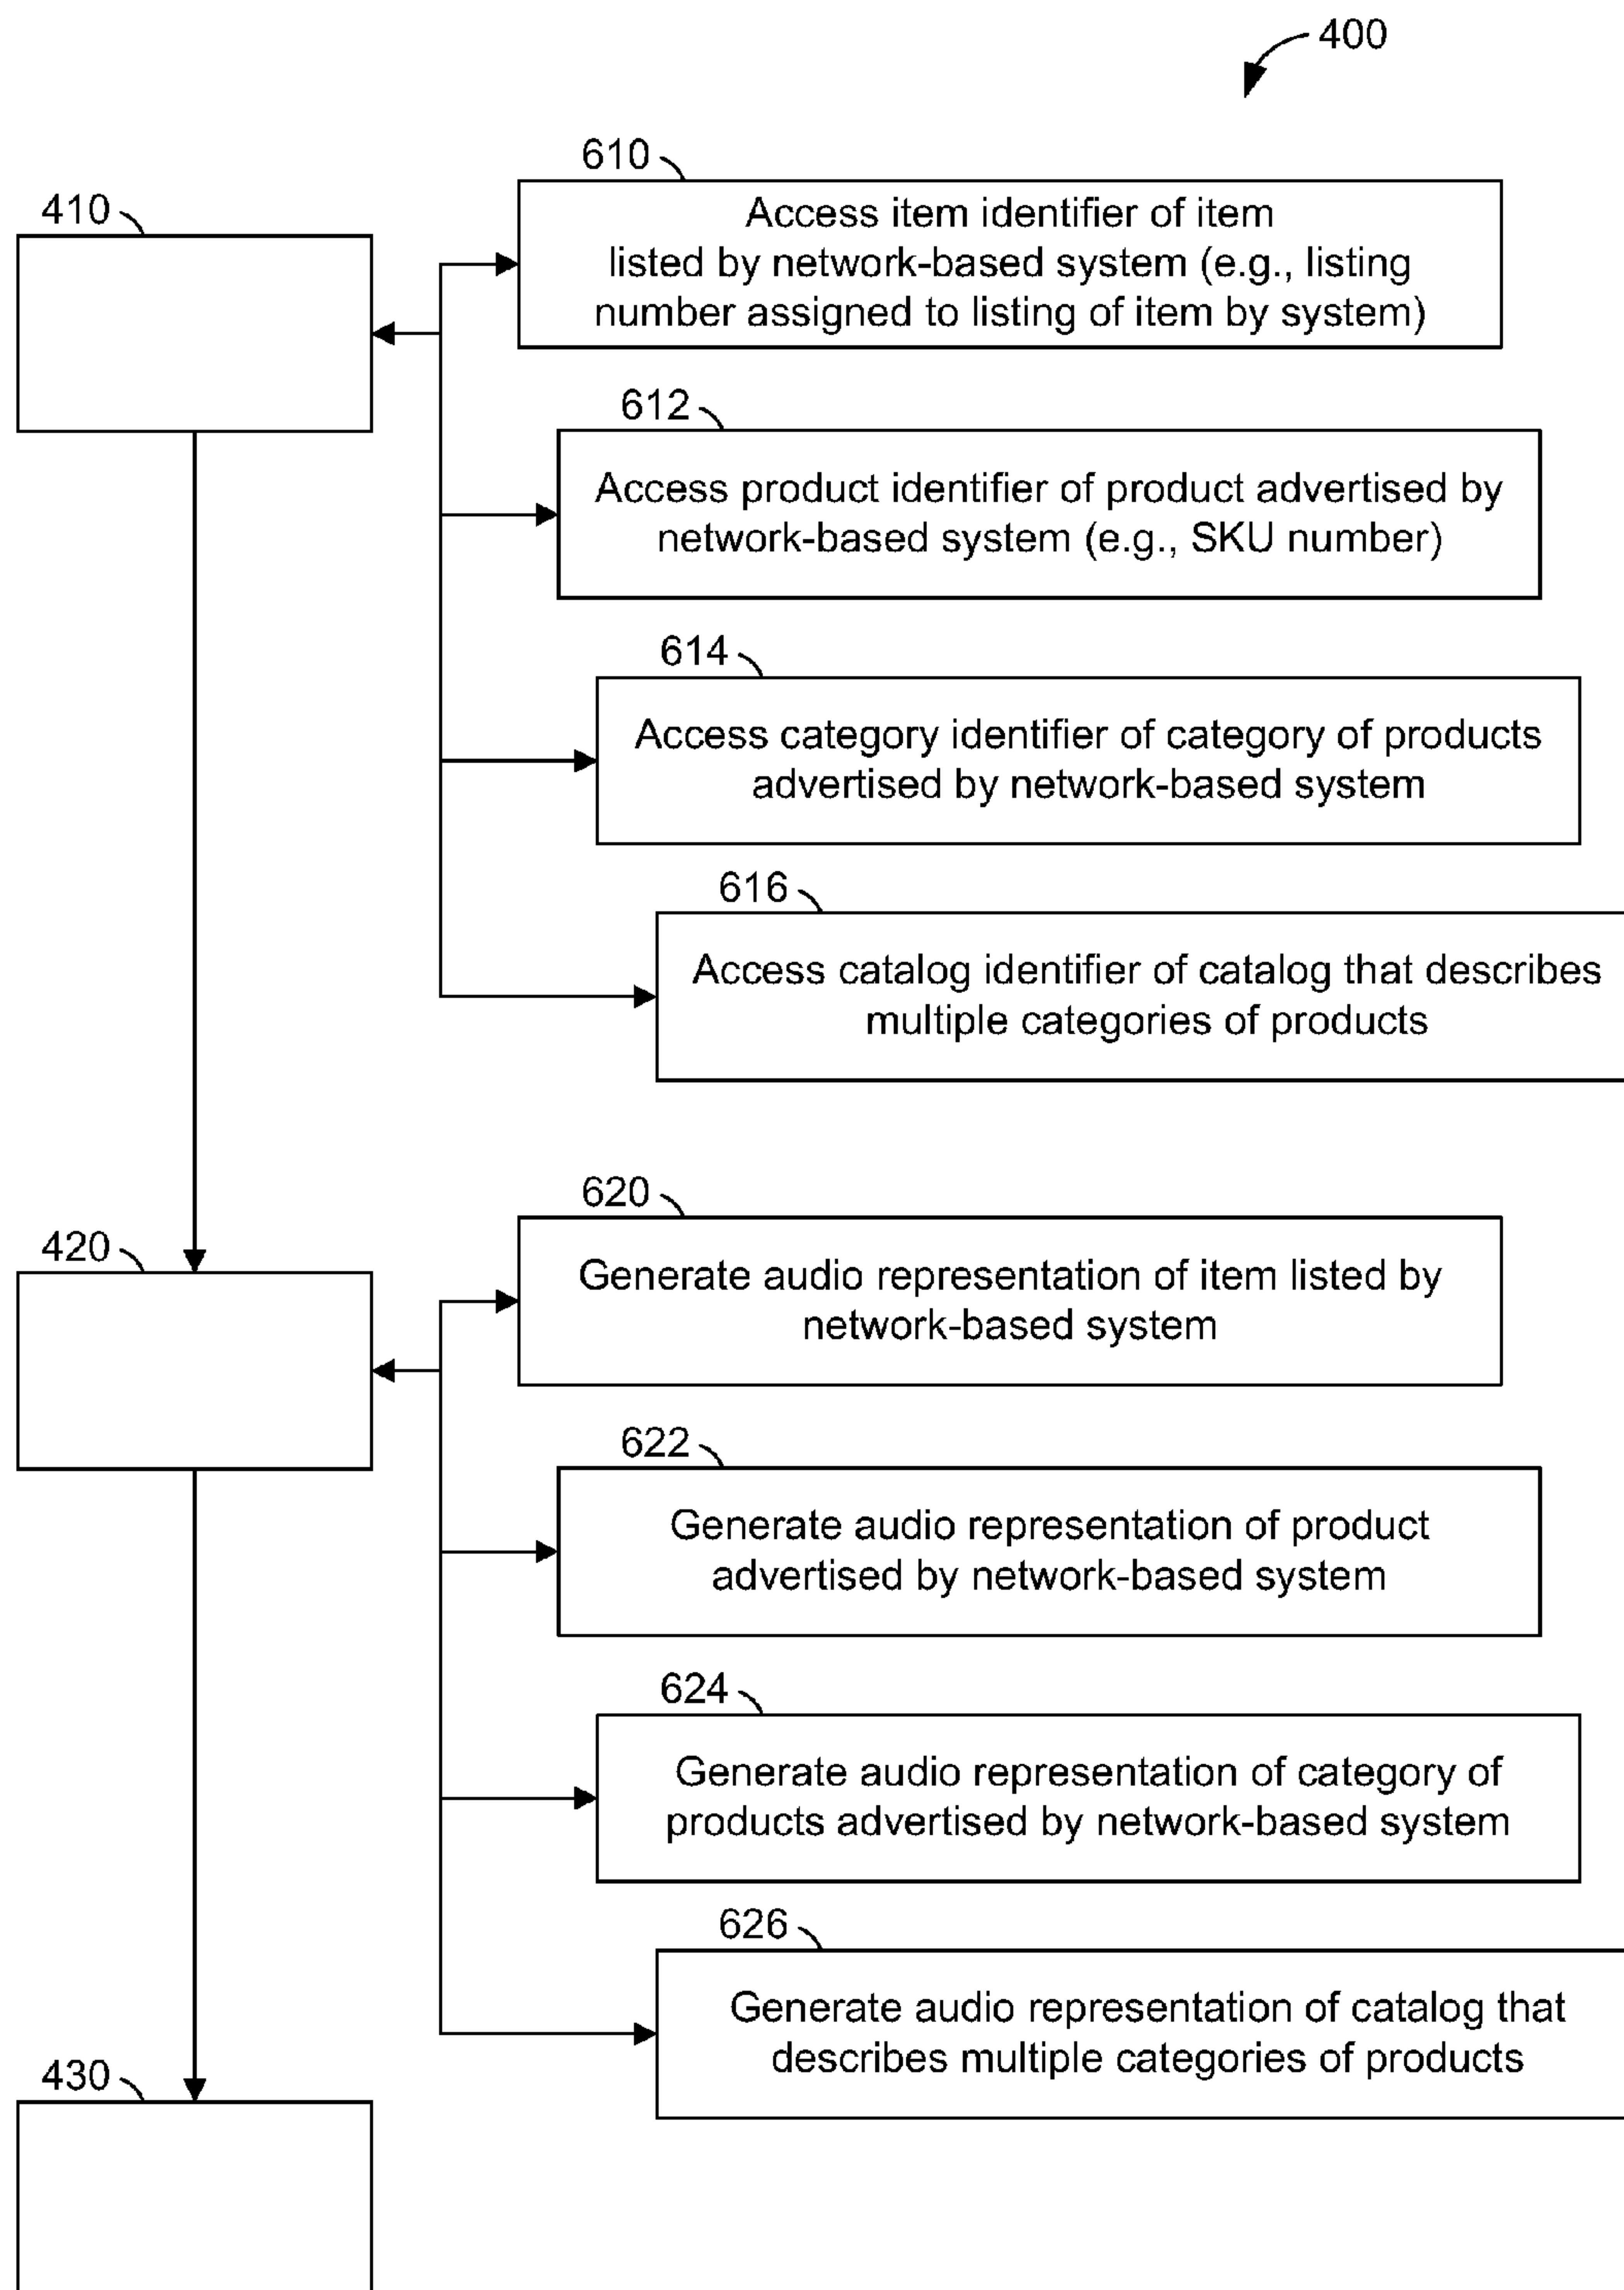 400
610
410
Access item identifier of item
listed by network-based system (e.g., listing
number assigned to listing of item by system)
612
Access product identifier of product advertised by
network-based system (e.g., SKU number)
614
Access category identifier of category of products
advertised by network-based system
616
Access catalog identifier of catalog that describes
multiple categories of products
620
420
Generate audio representation of item listed by
network-based system
622
Generate audio representation of product
advertised by network-based system
624
Generate audio representation of category of
products advertised by network-based system
626
Generate audio representation of catalog that
describes multiple categories of products
430